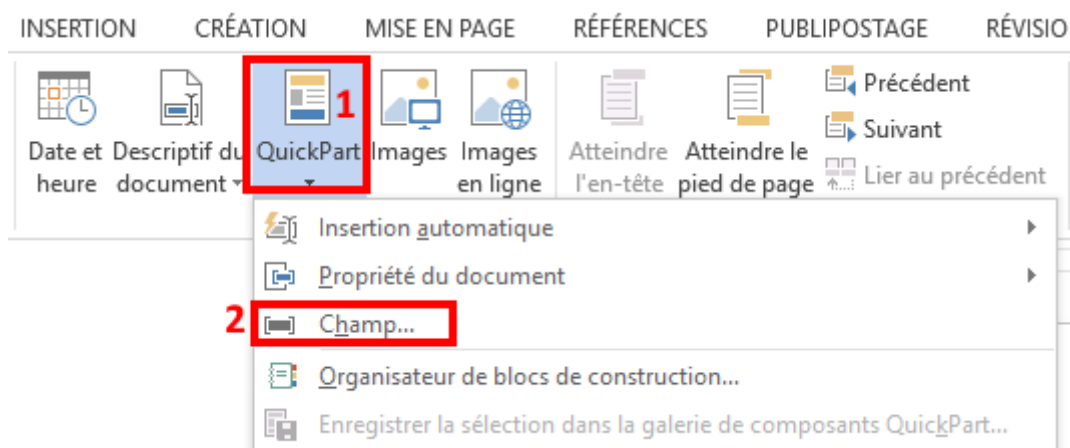 INSERTION CRÉATION MISE EN PAGE RÉFÉRENCES PUBLIPOSTAGE RÉVISIO
Date et heure
Descriptif du document
QuickPart
1
Images
Images en ligne
Atteindre l'en-tête
Atteindre le pied de page
Précédent
Suivant
Lier au précédent
Insertion automatique
Propriété du document
2 Champ...
Organisateur de blocs de construction...
Enregistrer la sélection dans la galerie de composants QuickPart...